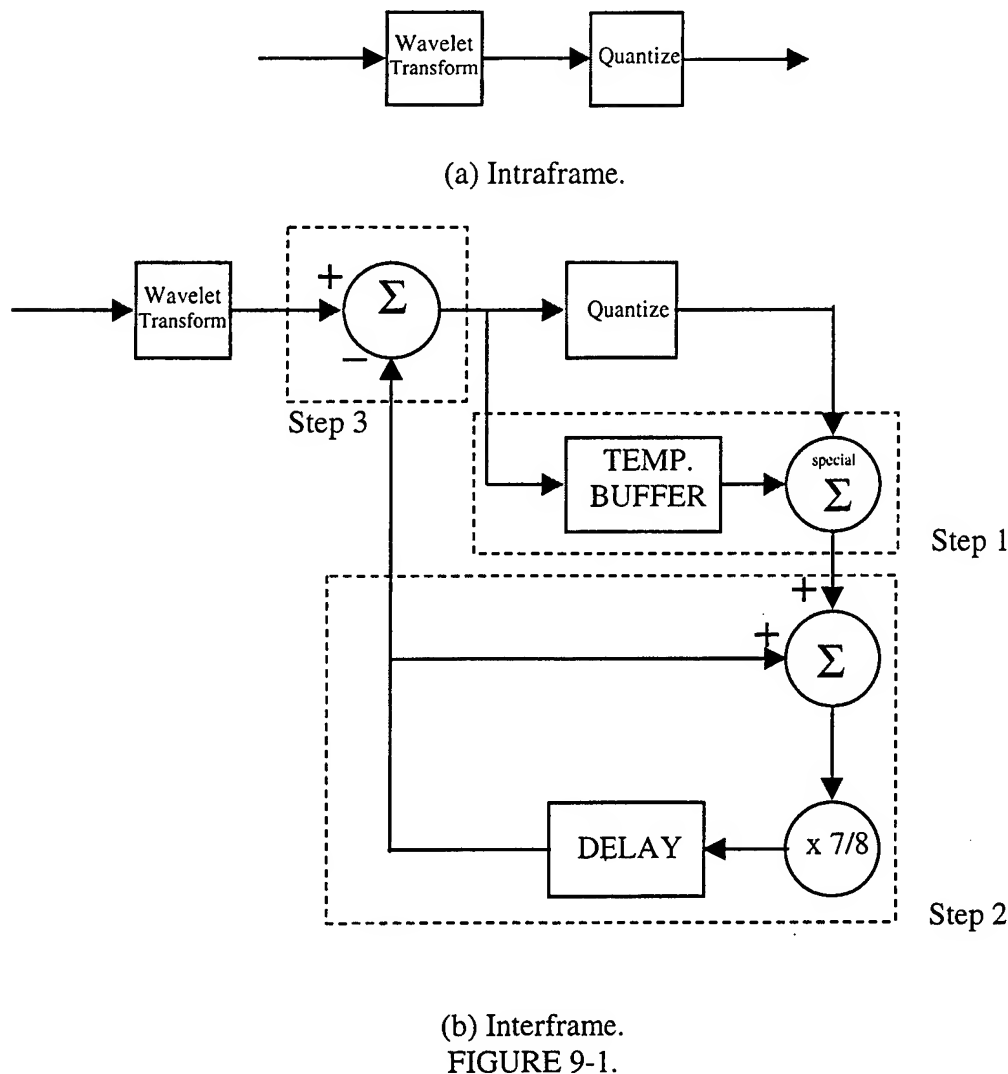 Wavelet
Transform
Quantize
(a) Intraframe.
Wavelet
Transform
+
Σ
−
Quantize
Step 3
TEMP.
BUFFER
special
Σ
Step 1
+
+
Σ
DELAY
x 7/8
Step 2
(b) Interframe.
FIGURE 9-1.